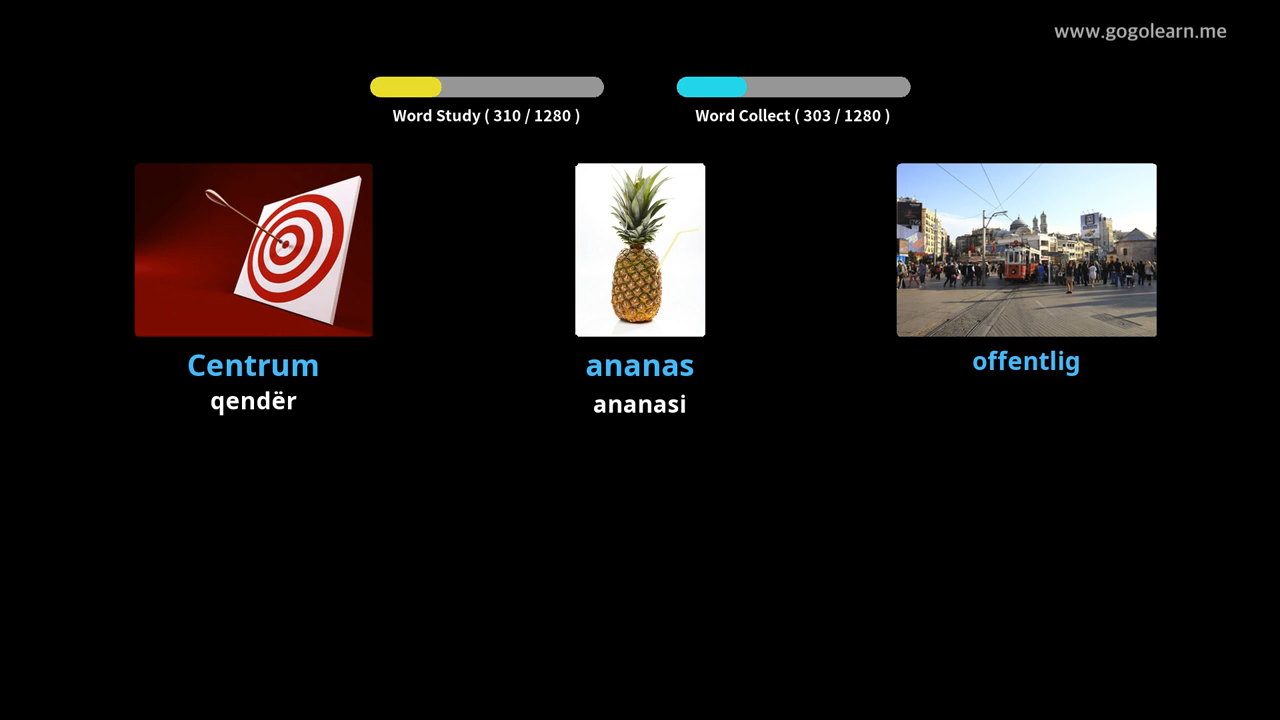 www.gogolearn.me
Word Study ( 310 / 1280 )
Word Collect ( 303 / 1280 )
Centrum
qendër
ananas
ananasi
offentlig